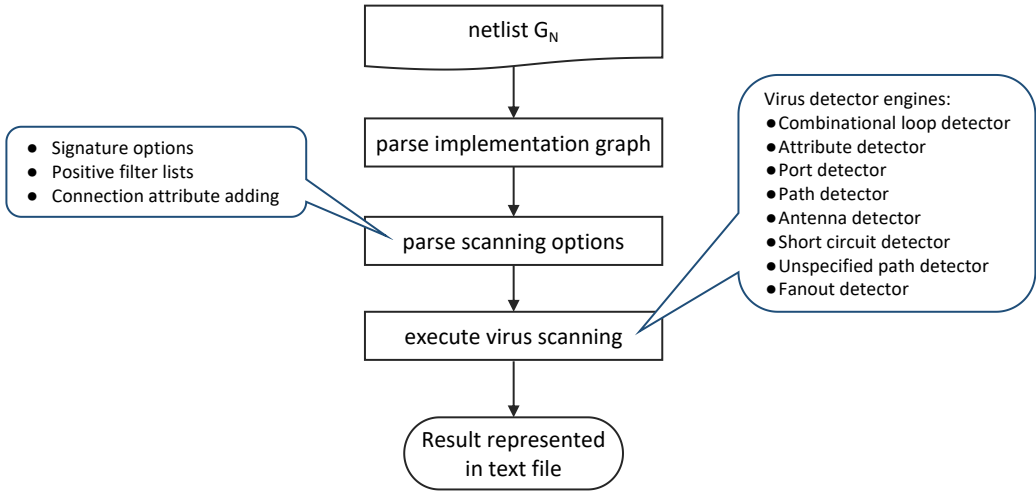 netlist G_N
parse implementation graph
● Signature options
● Positive filter lists
● Connection attribute adding
parse scanning options
Virus detector engines:
●Combinational loop detector
●Attribute detector
●Port detector
●Path detector
●Antenna detector
●Short circuit detector
●Unspecified path detector
●Fanout detector
execute virus scanning
Result represented
in text file